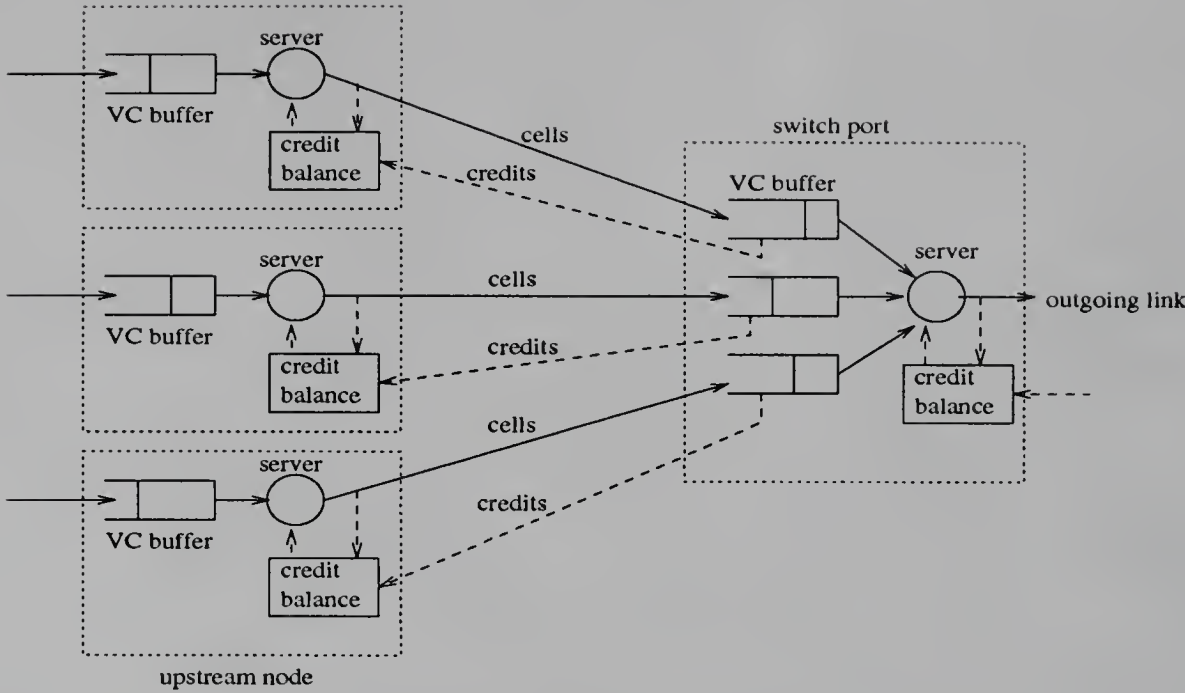 server
VC buffer
credit
balance
cells
credits
switch port
VC buffer
server
VC buffer
credit
balance
cells
credits
server
outgoing link
credit
balance
server
VC buffer
credit
balance
cells
credits
upstream node